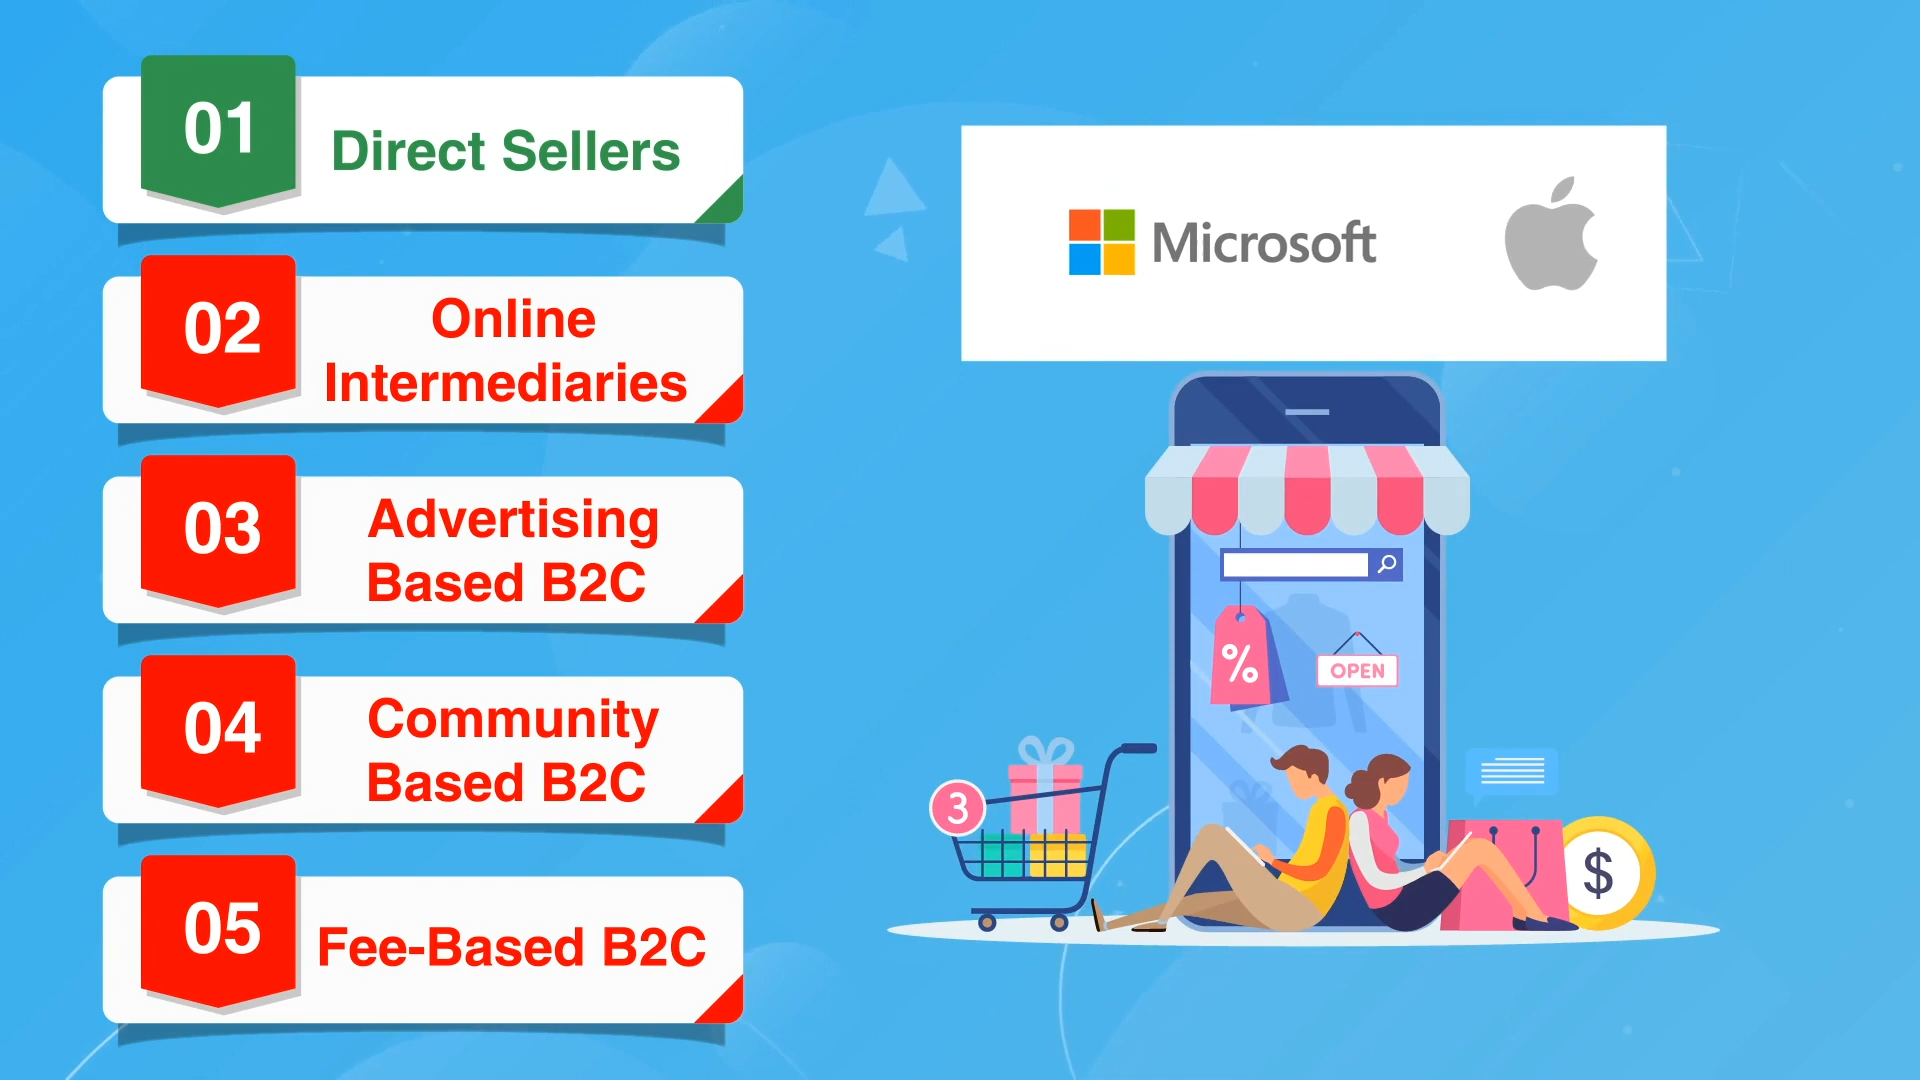 01
Direct Sellers
02
Online
Intermediaries
03
Advertising
Based B2C
04
Community
Based B2C
05
Fee-Based B2C
Microsoft
%
OPEN
3
$